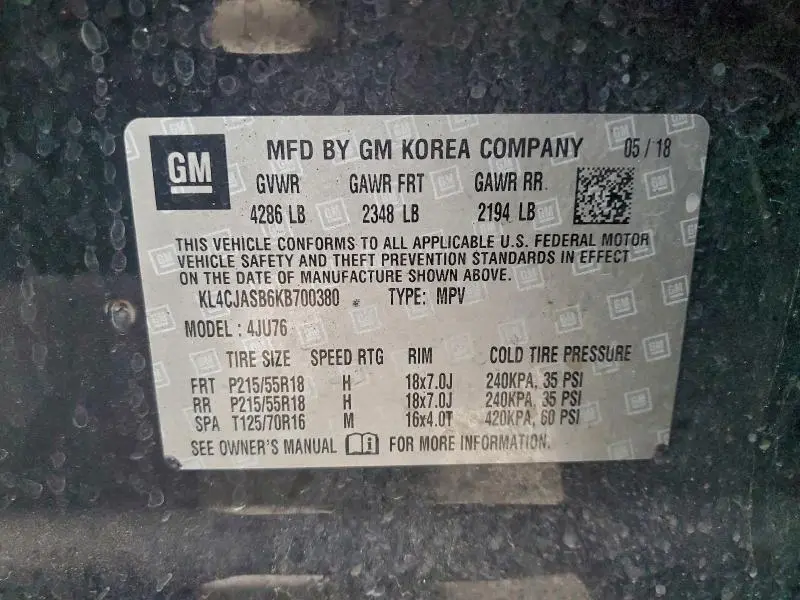 GM
MFD BY GM KOREA COMPANY 05 / 18
GVWR GAWR FRT GAWR RR
4286 LB 2348 LB 2194 LB
THIS VEHICLE CONFORMS TO ALL APPLICABLE U.S. FEDERAL MOTOR
VEHICLE SAFETY AND THEFT PREVENTION STANDARDS IN EFFECT
ON THE DATE OF MANUFACTURE SHOWN ABOVE.
KL4CJASB6KB700380 TYPE: MPV
MODEL : 4JU76
TIRE SIZE SPEED RTG RIM COLD TIRE PRESSURE
FRT P215/55R18 H 18x7.0J 240KPA, 35 PSI
RR P215/55R18 H 18x7.0J 240KPA, 35 PSI
SPA T125/70R16 M 16x4.0T 420KPA, 60 PSI
SEE OWNER'S MANUAL FOR MORE INFORMATION.